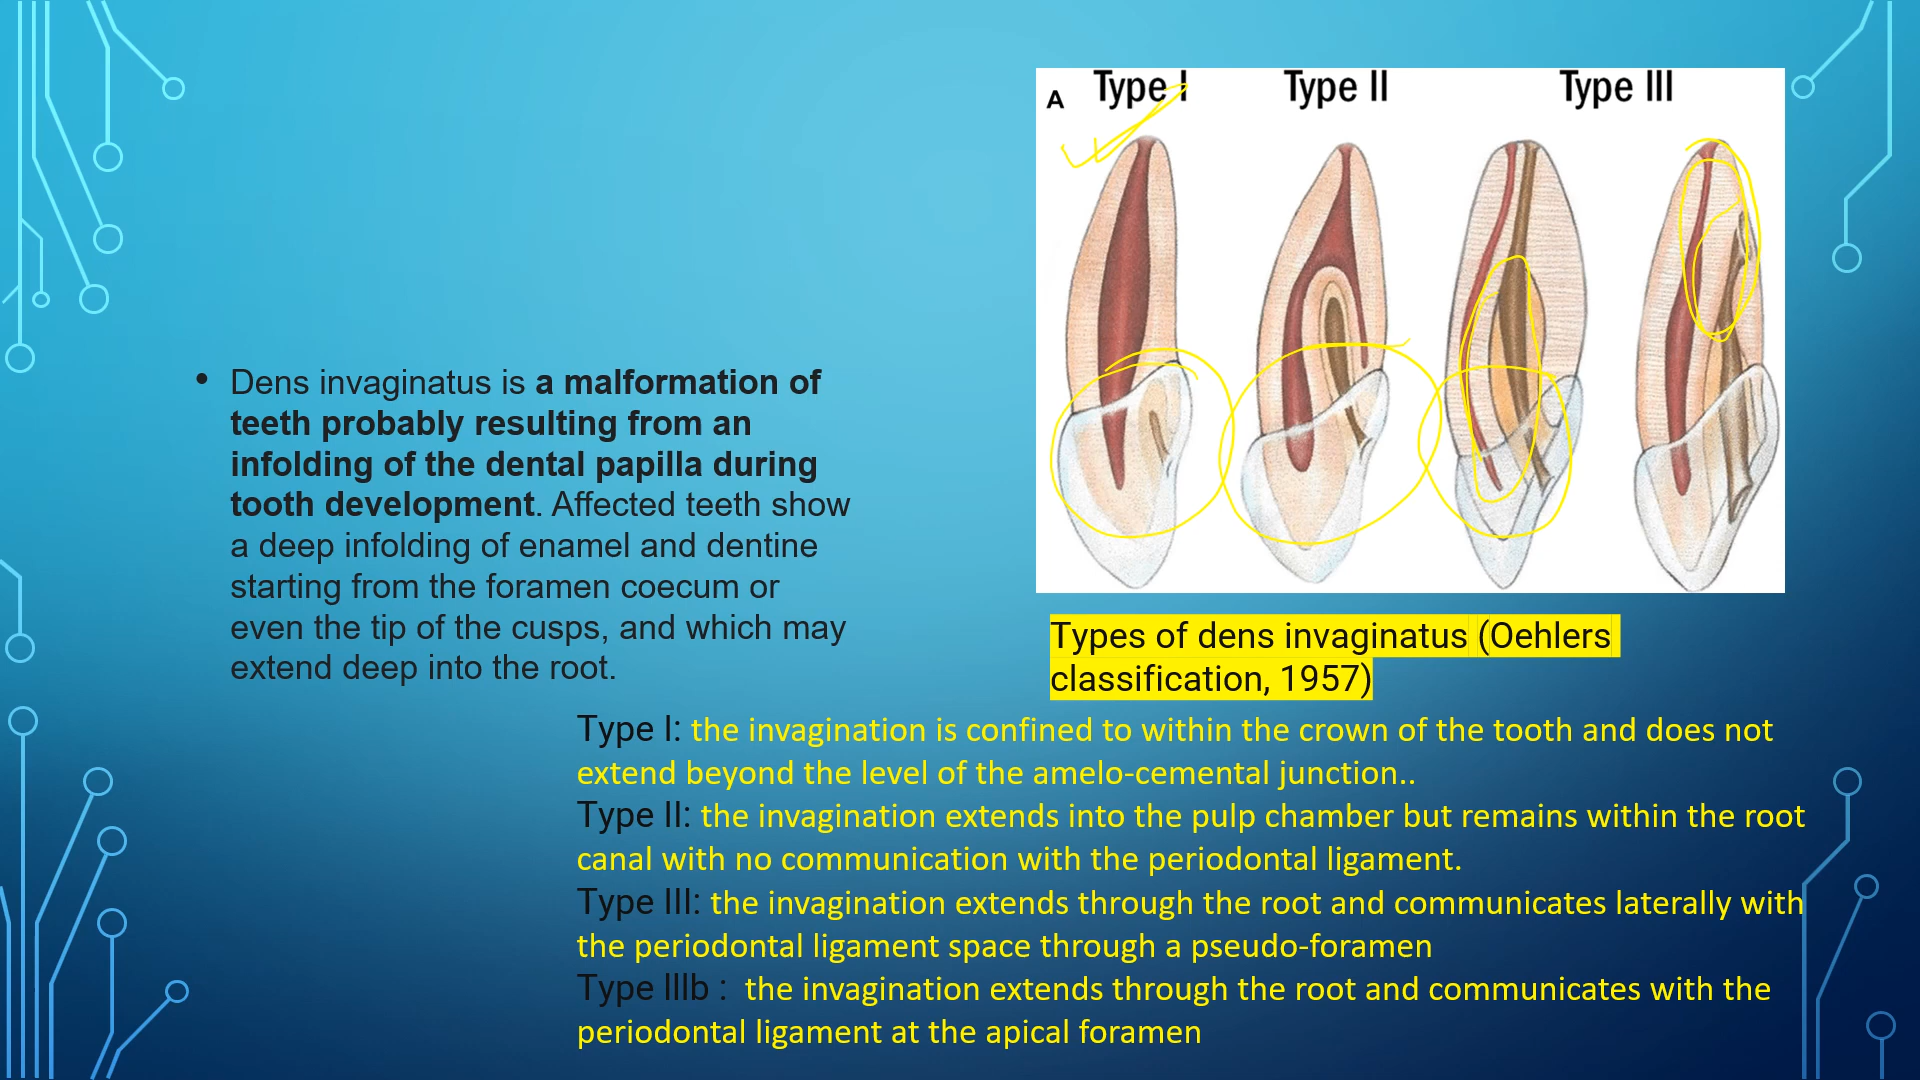 A
Type I
Type II
Type III
• Dens invaginatus is a malformation of
teeth probably resulting from an
infolding of the dental papilla during
tooth development. Affected teeth show
a deep infolding of enamel and dentine
starting from the foramen coecum or
even the tip of the cusps, and which may
extend deep into the root.
Types of dens invaginatus (Oehlers
classification, 1957)
Type I: the invagination is confined to within the crown of the tooth and does not
extend beyond the level of the amelo-cemental junction..
Type II: the invagination extends into the pulp chamber but remains within the root
canal with no communication with the periodontal ligament.
Type III: the invagination extends through the root and communicates laterally with
the periodontal ligament space through a pseudo-foramen
Type IIIb : the invagination extends through the root and communicates with the
periodontal ligament at the apical foramen